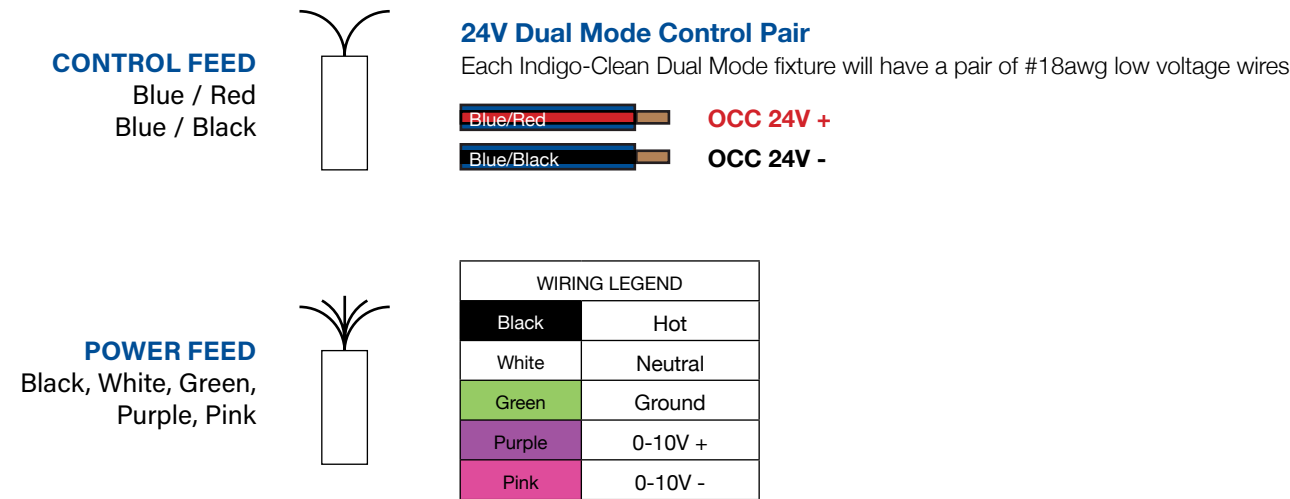 CONTROL FEED
Blue / Red
Blue / Black
24V Dual Mode Control Pair
Each Indigo-Clean Dual Mode fixture will have a pair of #18awg low voltage wires
Blue/Red OCC 24V +
Blue/Black OCC 24V -
POWER FEED
Black, White, Green,
Purple, Pink
WIRING LEGEND
Black Hot
White Neutral
Green Ground
Purple 0-10V +
Pink 0-10V -